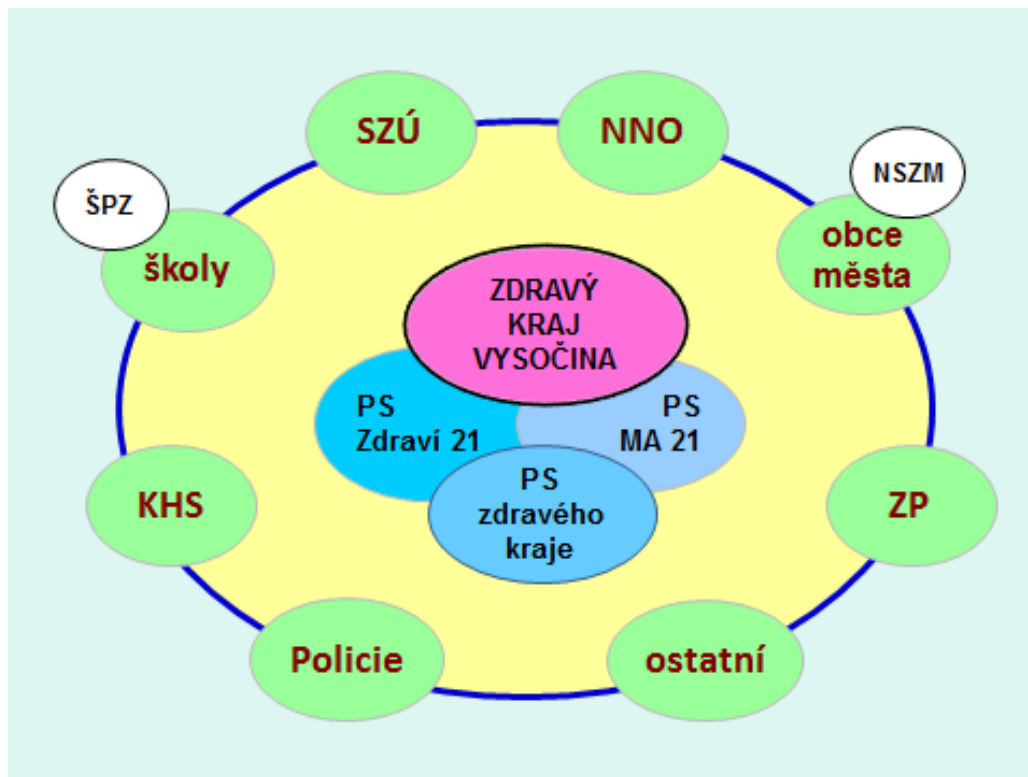 SZÚ
NNO
NSZM
ŠPZ
obce
města
školy
ZDRAVÝ
KRAJ
VYSOČINA
PS
Zdraví 21
PS
MA 21
PS
zdravého
kraje
KHS
ZP
Policie
ostatní